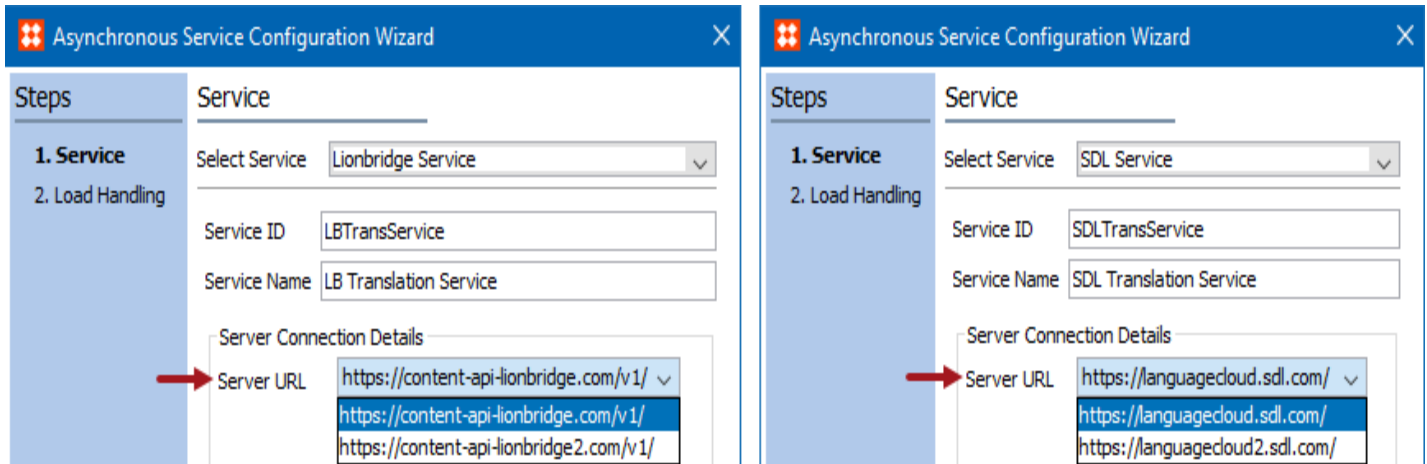 Asynchronous Service Configuration Wizard
Steps
1. Service
2. Load Handling
Service
Select Service Lionbridge Service
Service ID LBTransService
Service Name LB Translation Service
Server Connection Details
Server URL https://content-api-lionbridge.com/v1/
https://content-api-lionbridge.com/v1/
https://content-api-lionbridge2.com/v1/
Asynchronous Service Configuration Wizard
Steps
1. Service
2. Load Handling
Service
Select Service SDL Service
Service ID SDLTransService
Service Name SDL Translation Service
Server Connection Details
Server URL https://languagecloud.sdl.com/
https://languagecloud.sdl.com/
https://languagecloud2.sdl.com/